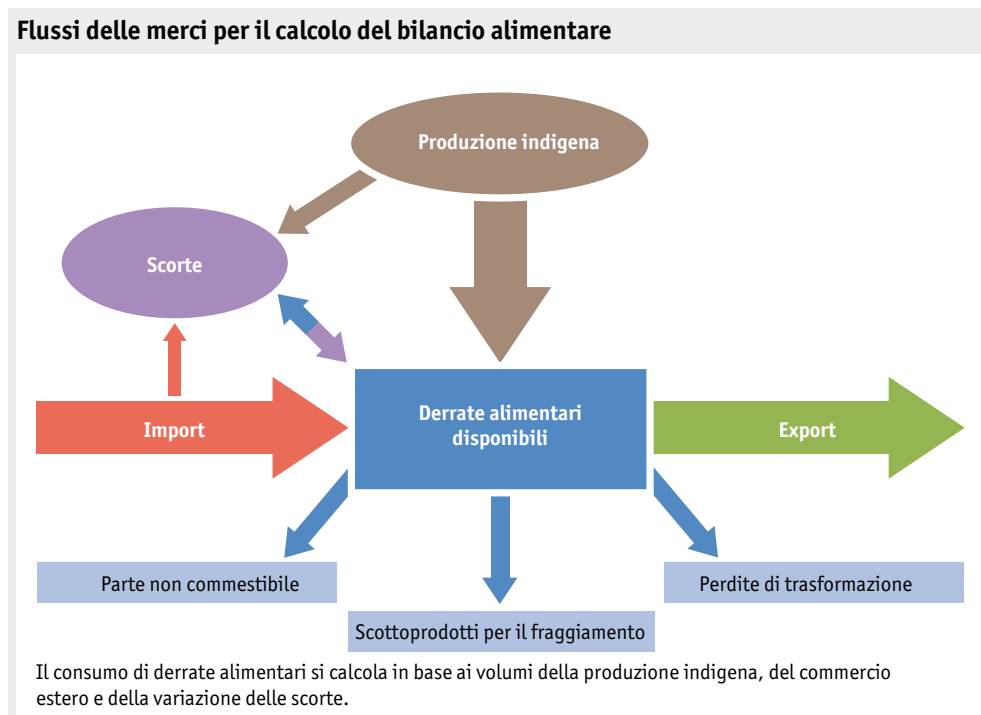 Flussi delle merci per il calcolo del bilancio alimentare
Produzione indigena
Scorte
Import
Derrate alimentari
disponibili
Export
Parte non commestibile
Perdite di trasformazione
Scottoprodotti per il fraggiamento
Il consumo di derrate alimentari si calcola in base ai volumi della produzione indigena, del commercio
estero e della variazione delle scorte.